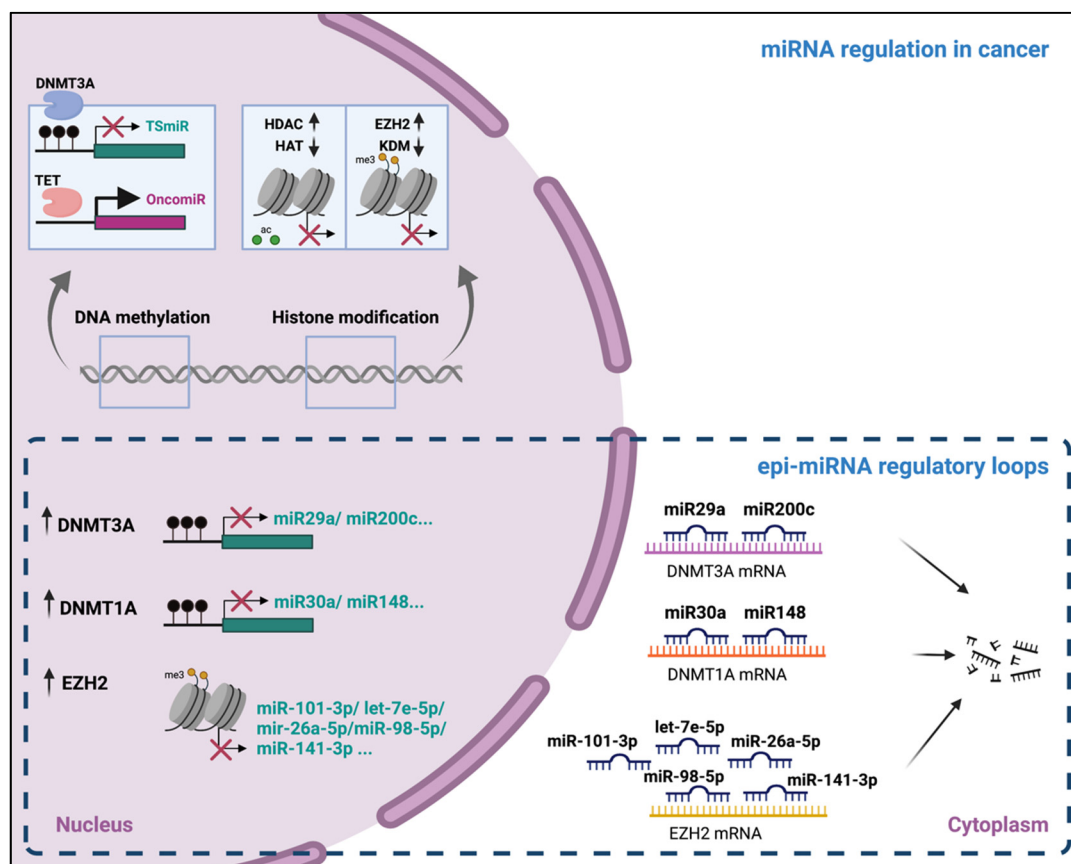 miRNA regulation in cancer
DNMT3A
TSmiR
TET
OncomiR
HDAC
HAT
ac
EZH2
KDM
me3
DNA methylation
Histone modification
epi-miRNA regulatory loops
DNMT3A
miR29a/ miR200c...
DNMT1A
miR30a/ miR148...
EZH2
me3
miR-101-3p/ let-7e-5p/
mir-26a-5p/miR-98-5p/
miR-141-3p ...
miR29a
miR200c
DNMT3A mRNA
miR30a
miR148
DNMT1A mRNA
let-7e-5p
miR-101-3p
miR-26a-5p
miR-98-5p
miR-141-3p
EZH2 mRNA
Nucleus
Cytoplasm